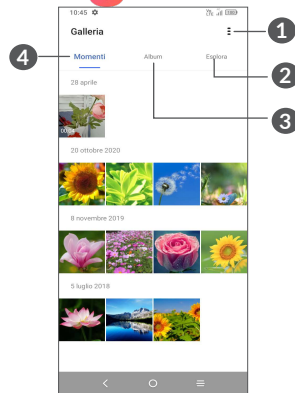 10:45
Galleria
1
4
Momenti
Album
Esplora
2
3
28 aprile
20 ottobre 2020
8 novembre 2019
5 luglio 2018